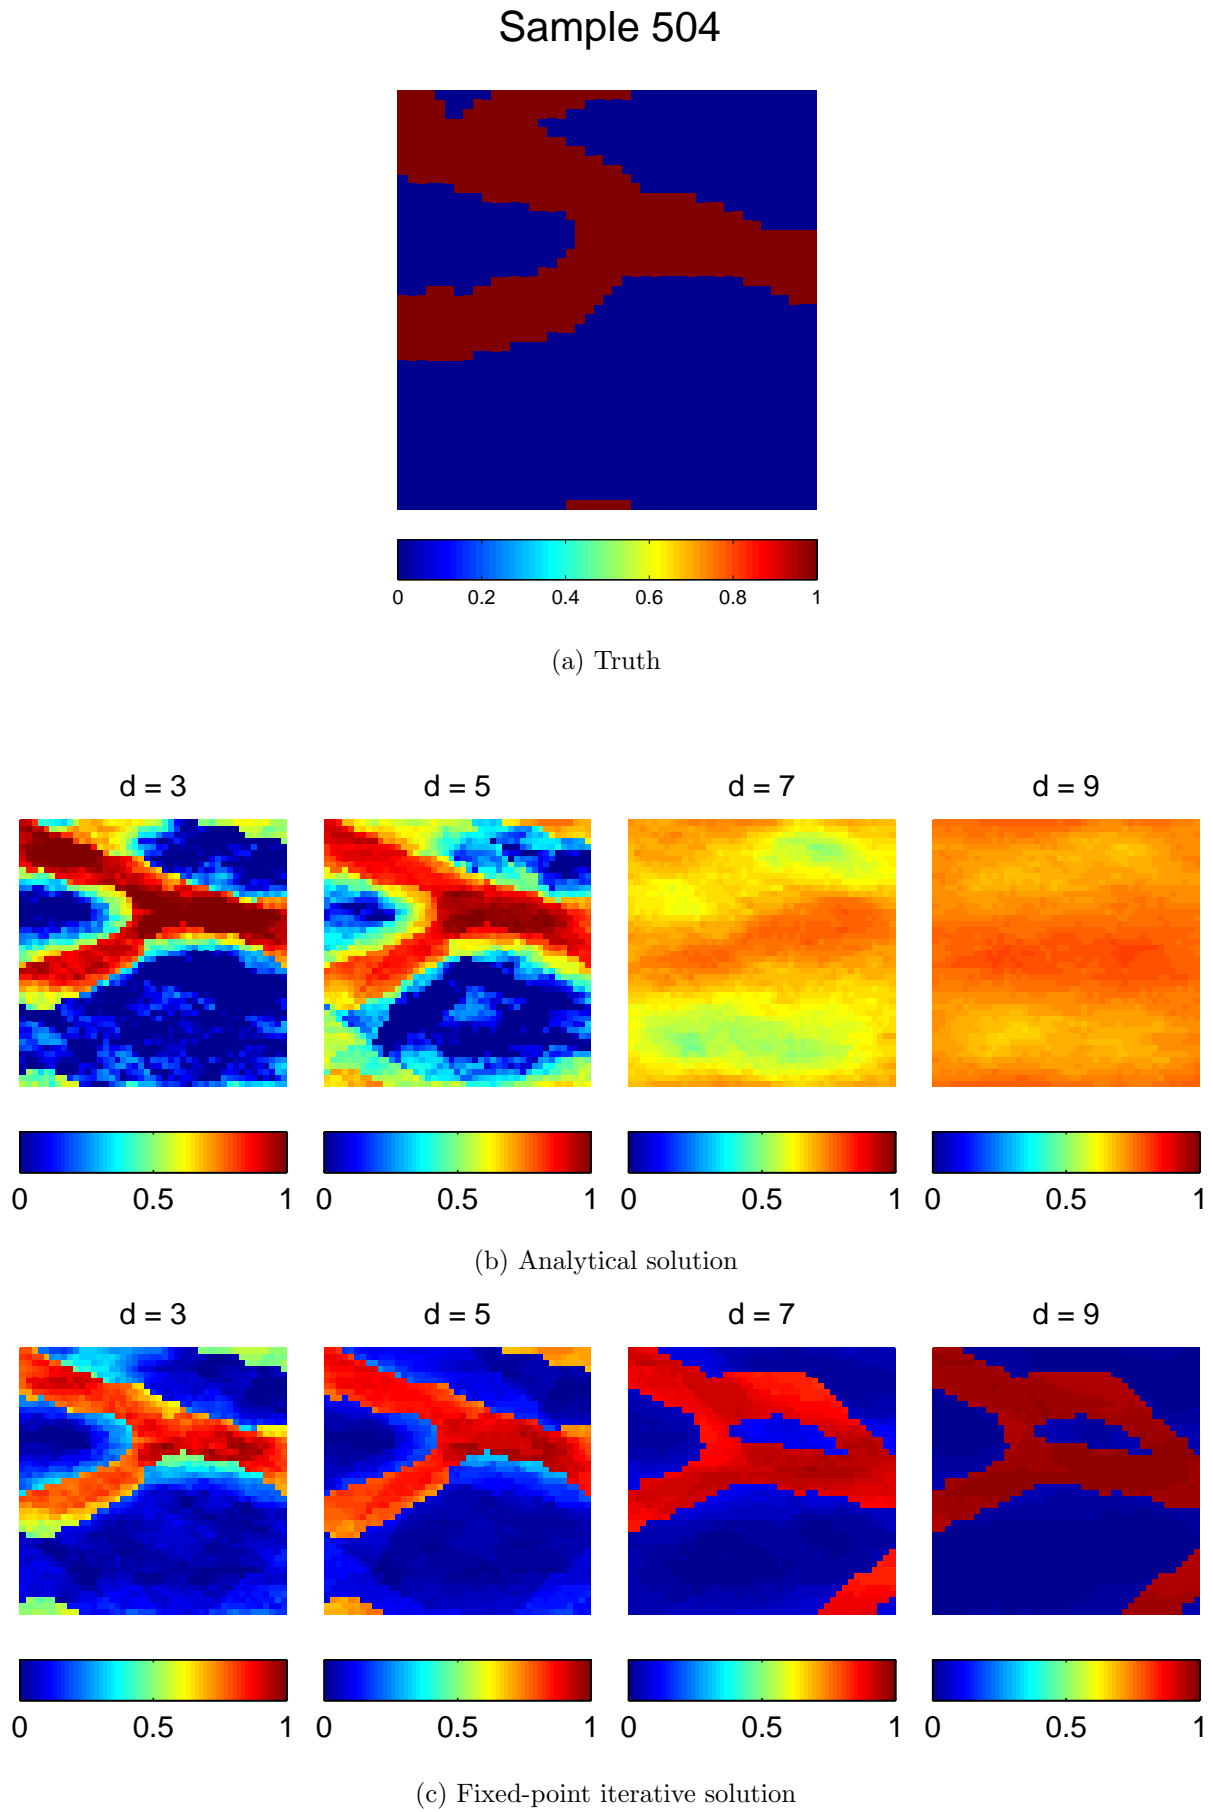 Sample 504
0 0.2 0.4 0.6 0.8 1
(a) Truth
d = 3 d = 5 d = 7 d = 9
0 0.5 1 0 0.5 1 0 0.5 1 0 0.5 1
(b) Analytical solution
d = 3 d = 5 d = 7 d = 9
0 0.5 1 0 0.5 1 0 0.5 1 0 0.5 1
(c) Fixed-point iterative solution